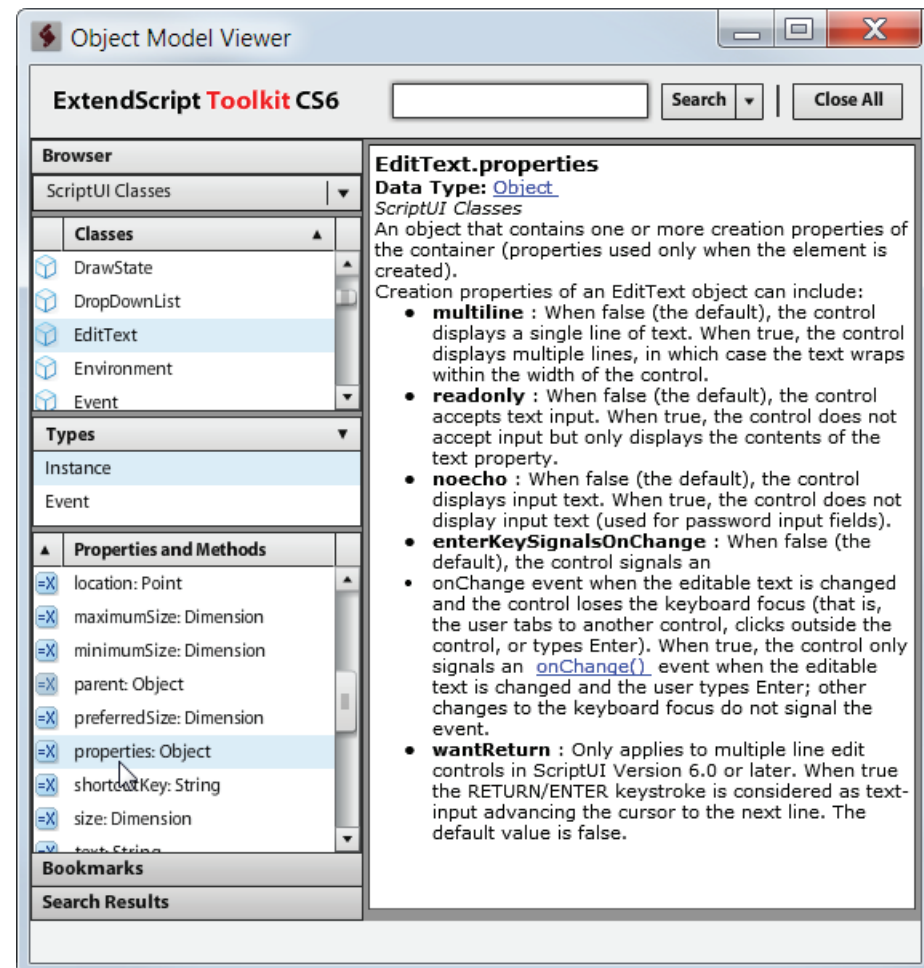 Object Model Viewer
ExtendScript Toolkit CS6
Search
Close All
Browser
ScriptUI Classes
Classes
DrawState
DropDownList
EditText
Environment
Event
Types
Instance
Event
Properties and Methods
location: Point
maximumSize: Dimension
minimumSize: Dimension
parent: Object
preferredSize: Dimension
properties: Object
shortcutKey: String
size: Dimension
text: String
Bookmarks
Search Results
EditText.properties
Data Type: Object
ScriptUI Classes
An object that contains one or more creation properties of
the container (properties used only when the element is
created).
Creation properties of an EditText object can include:
• multiline : When false (the default), the control
displays a single line of text. When true, the control
displays multiple lines, in which case the text wraps
within the width of the control.
• readonly : When false (the default), the control
accepts text input. When true, the control does not
accept input but only displays the contents of the
text property.
• noecho : When false (the default), the control
displays input text. When true, the control does not
display input text (used for password input fields).
• enterKeySignalsOnChange : When false (the
default), the control signals an
• onChange event when the editable text is changed
and the control loses the keyboard focus (that is,
the user tabs to another control, clicks outside the
control, or types Enter). When true, the control only
signals an onChange() event when the editable
text is changed and the user types Enter; other
changes to the keyboard focus do not signal the
event.
• wantReturn : Only applies to multiple line edit
controls in ScriptUI Version 6.0 or later. When true
the RETURN/ENTER keystroke is considered as text-
input advancing the cursor to the next line. The
default value is false.